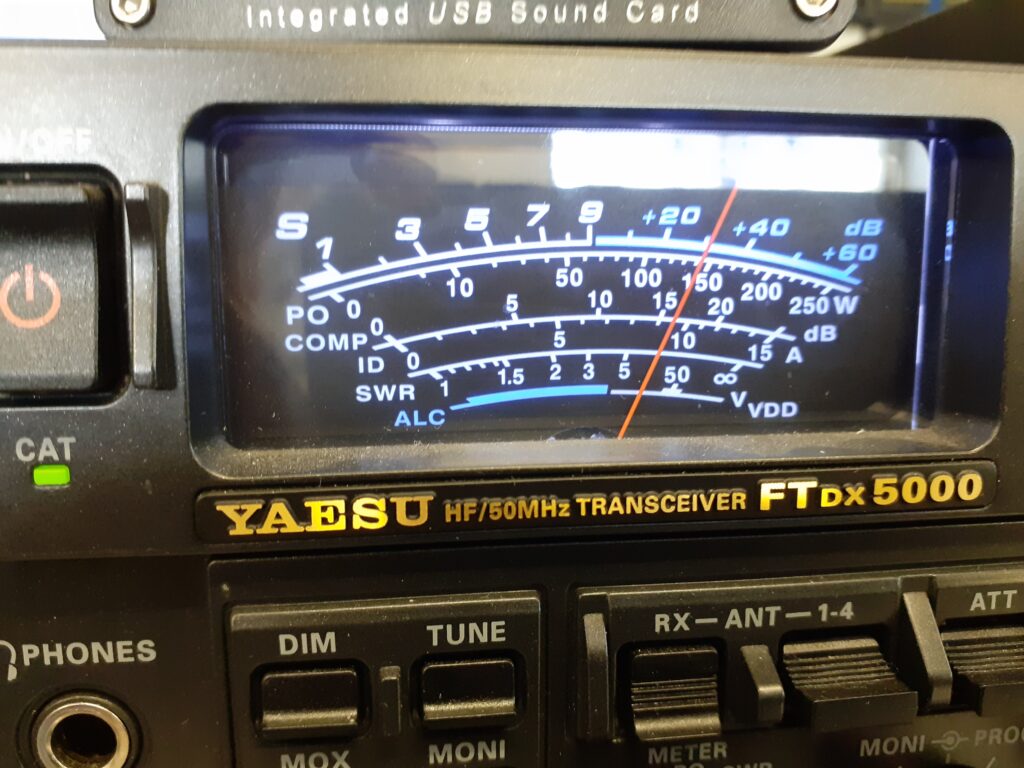 Integrated USB Sound Card
/OFF
S 1 3 5 7 9 +20 +40 +60 dB
PO 0 10 50 100 150 200 250 W
COMP 0 5 10 15 20 dB
ID 0 5 10 15 A
SWR 1 1.5 2 3 5 50 ∞
ALC V VDD
CAT
YAESU HF/50MHz TRANSCEIVER FTDX5000
PHONES
DIM TUNE
RX—ANT—1-4
ATT
MOX MONI
METER
MONI PRO